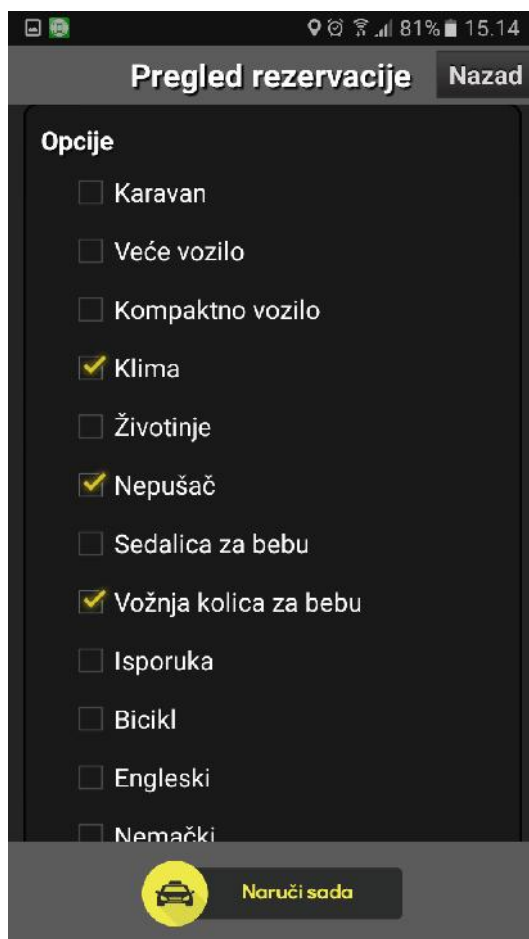 81% 15.14
Pregled rezervacije Nazad
Opcije
Karavan
Veće vozilo
Kompaktno vozilo
Klima
Životinje
Nepušač
Sedalica za bebu
Vožnja kolica za bebu
Isporuka
Bicikl
Engleski
Nemački
Naruči sada